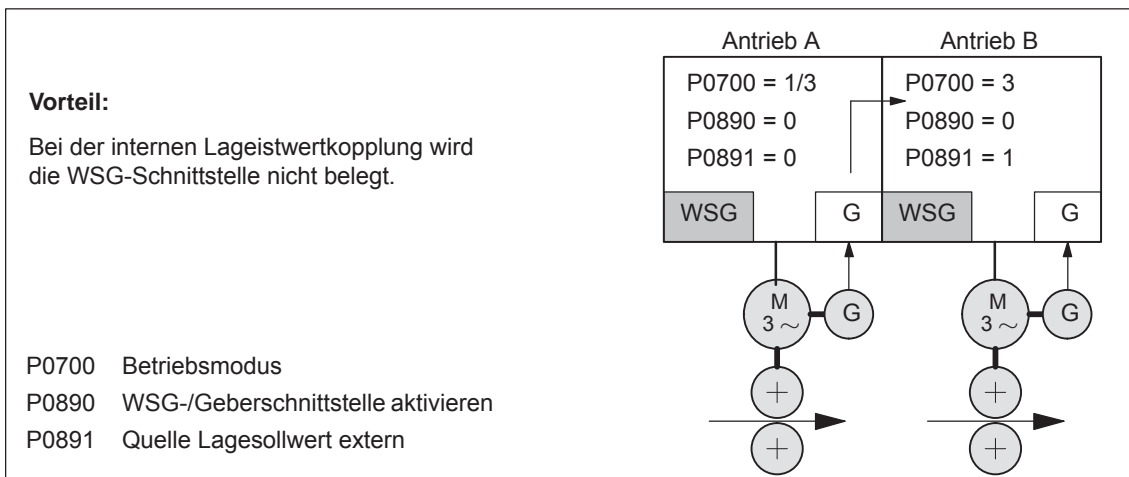 Vorteil:
Bei der internen Lageistwertkopplung wird
die WSG-Schnittstelle nicht belegt.
P0700 Betriebsmodus
P0890 WSG-/Geberschnittstelle aktivieren
P0891 Quelle Lagesollwert extern
Antrieb A
Antrieb B
P0700 = 1/3
P0890 = 0
P0891 = 0
P0700 = 3
P0890 = 0
P0891 = 1
WSG
G
WSG
G
M
3 ~
G
M
3 ~
G
+
+
+
+